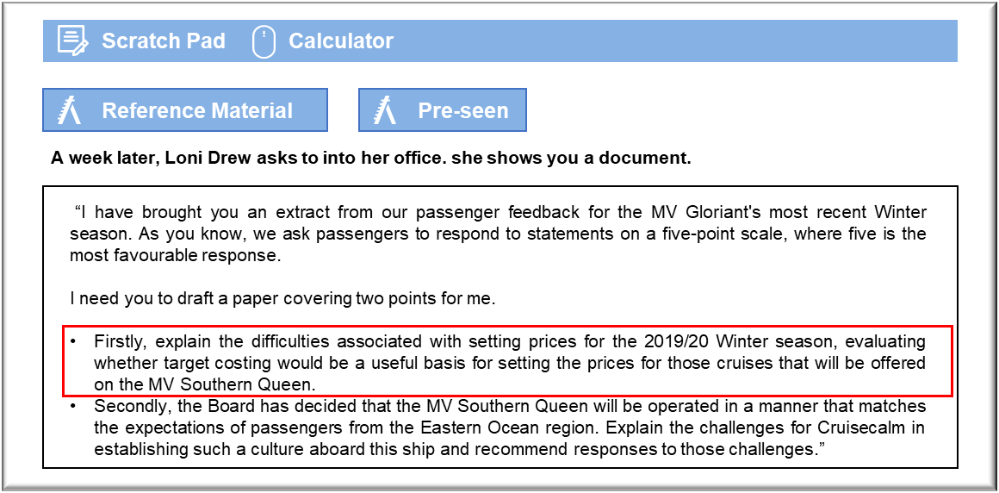 Scratch Pad Calculator
Reference Material Pre-seen
A week later, Loni Drew asks to into her office. she shows you a document.
“I have brought you an extract from our passenger feedback for the MV Gloriant's most recent Winter
season. As you know, we ask passengers to respond to statements on a five-point scale, where five is the
most favourable response.
I need you to draft a paper covering two points for me.
• Firstly, explain the difficulties associated with setting prices for the 2019/20 Winter season, evaluating
whether target costing would be a useful basis for setting the prices for those cruises that will be offered
on the MV Southern Queen.
• Secondly, the Board has decided that the MV Southern Queen will be operated in a manner that matches
the expectations of passengers from the Eastern Ocean region. Explain the challenges for Cruisecalm in
establishing such a culture aboard this ship and recommend responses to those challenges.”